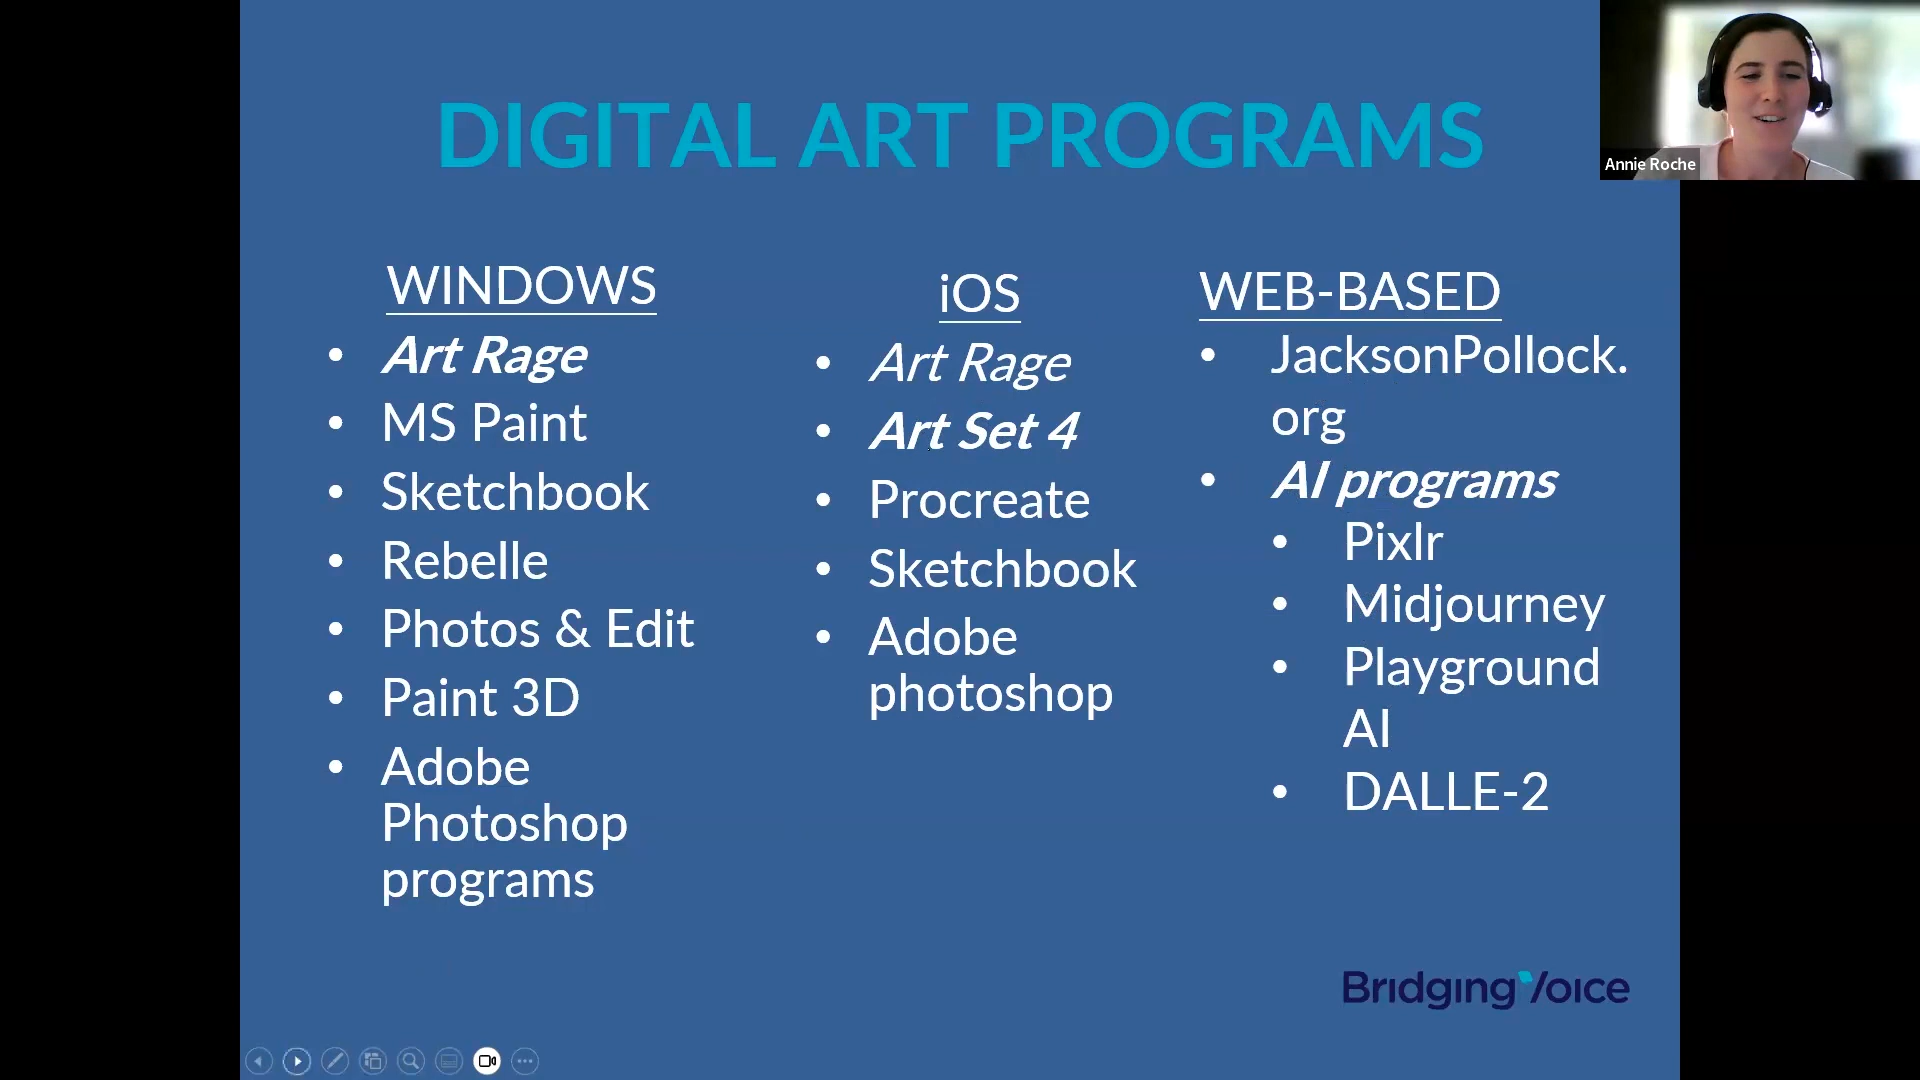 DIGITAL ART PROGRAMS
Annie Roche
WINDOWS
• Art Rage
• MS Paint
• Sketchbook
• Rebelle
• Photos & Edit
• Paint 3D
• Adobe
Photoshop
programs
iOS
• Art Rage
• Art Set 4
• Procreate
• Sketchbook
• Adobe
photoshop
WEB-BASED
• JacksonPollock.
org
• AI programs
• Pixlr
• Midjourney
• Playground
AI
• DALLE-2
BridgingVoice